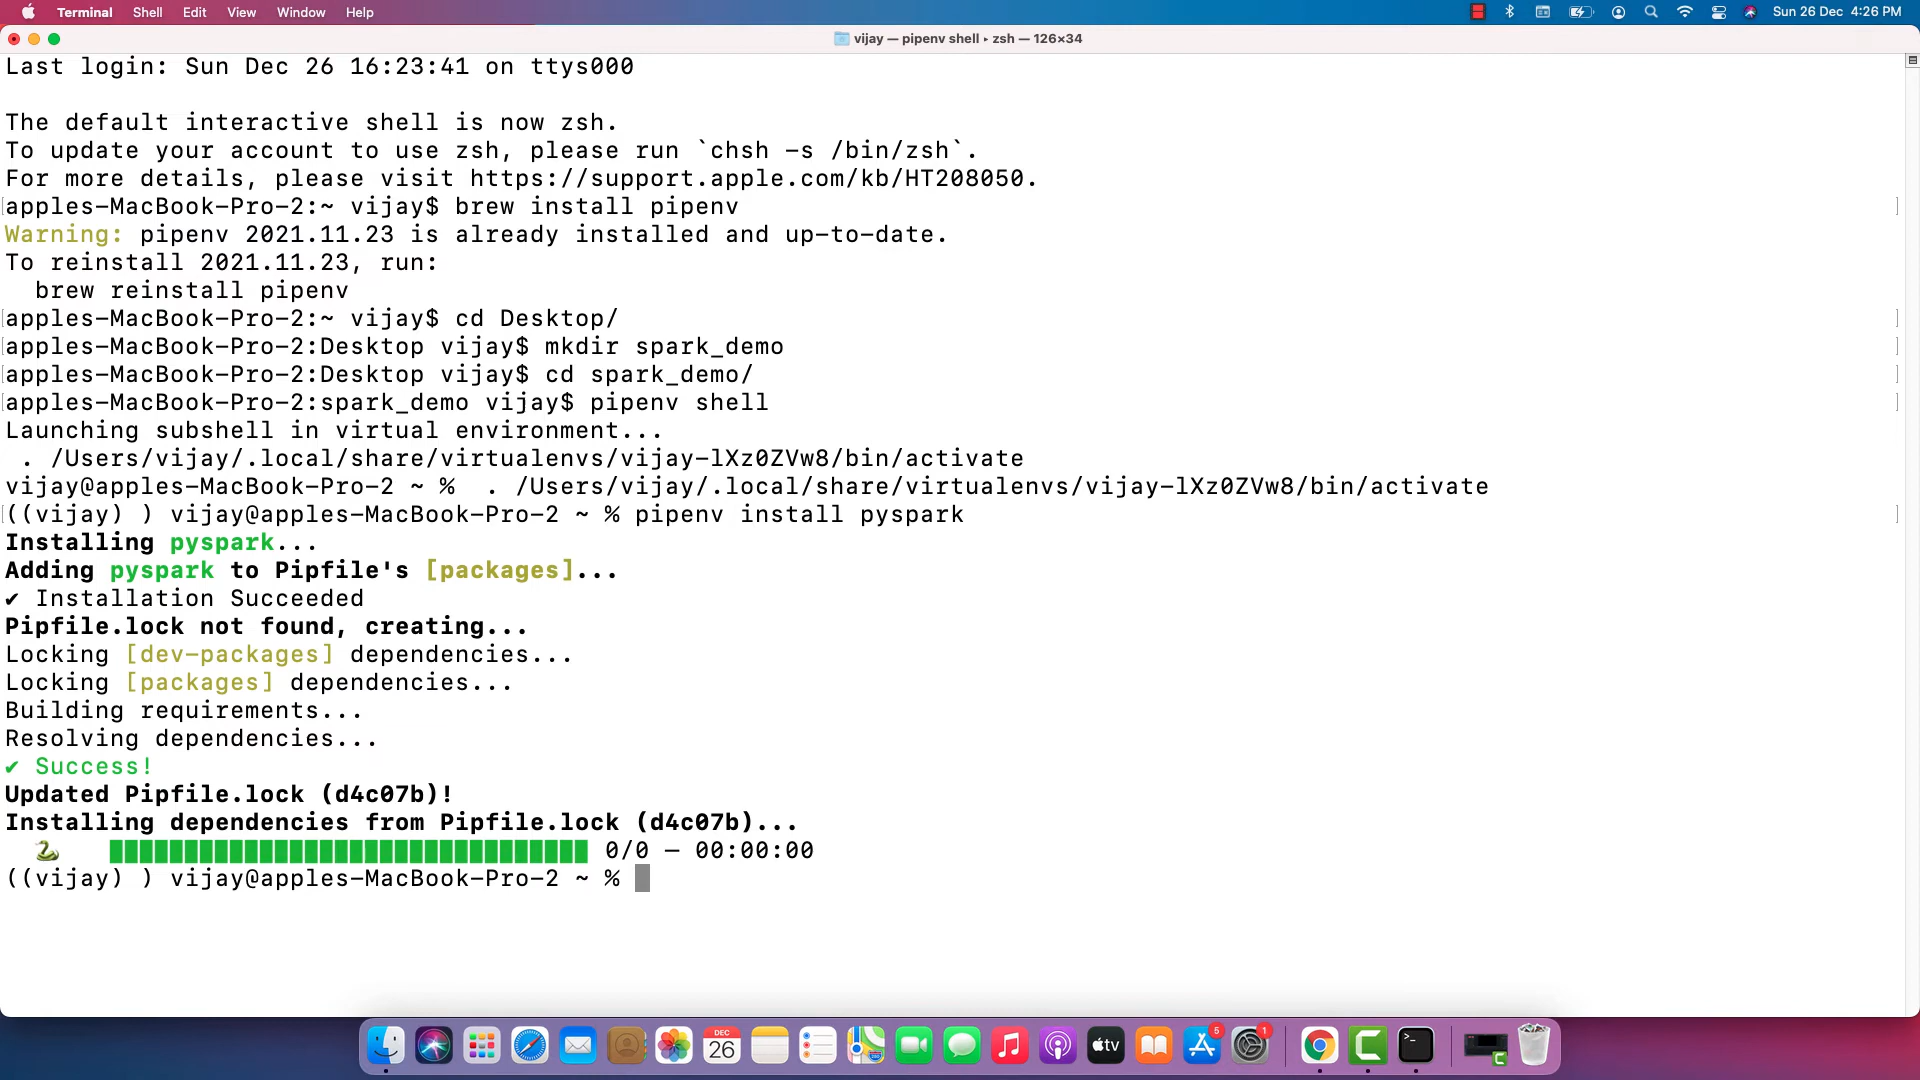 Terminal Shell Edit View Window Help Sun 26 Dec 4:26 PM
vijay — pipenv shell ▸ zsh — 126×34
Last login: Sun Dec 26 16:23:41 on ttys000
The default interactive shell is now zsh.
To update your account to use zsh, please run `chsh -s /bin/zsh`.
For more details, please visit https://support.apple.com/kb/HT208050.
apples-MacBook-Pro-2:~ vijay$ brew install pipenv
Warning: pipenv 2021.11.23 is already installed and up-to-date.
To reinstall 2021.11.23, run:
  brew reinstall pipenv
apples-MacBook-Pro-2:~ vijay$ cd Desktop/
apples-MacBook-Pro-2:Desktop vijay$ mkdir spark_demo
apples-MacBook-Pro-2:Desktop vijay$ cd spark_demo/
apples-MacBook-Pro-2:spark_demo vijay$ pipenv shell
Launching subshell in virtual environment...
 . /Users/vijay/.local/share/virtualenvs/vijay-lXz0ZVw8/bin/activate
vijay@apples-MacBook-Pro-2 ~ %  . /Users/vijay/.local/share/virtualenvs/vijay-lXz0ZVw8/bin/activate
((vijay) ) vijay@apples-MacBook-Pro-2 ~ % pipenv install pyspark
Installing pyspark...
Adding pyspark to Pipfile's [packages]...
✔ Installation Succeeded
Pipfile.lock not found, creating...
Locking [dev-packages] dependencies...
Locking [packages] dependencies...
Building requirements...
Resolving dependencies...
✔ Success!
Updated Pipfile.lock (d4c07b)!
Installing dependencies from Pipfile.lock (d4c07b)...
🐍 0/0 — 00:00:00
((vijay) ) vijay@apples-MacBook-Pro-2 ~ %
DEC
26
tv
5
1